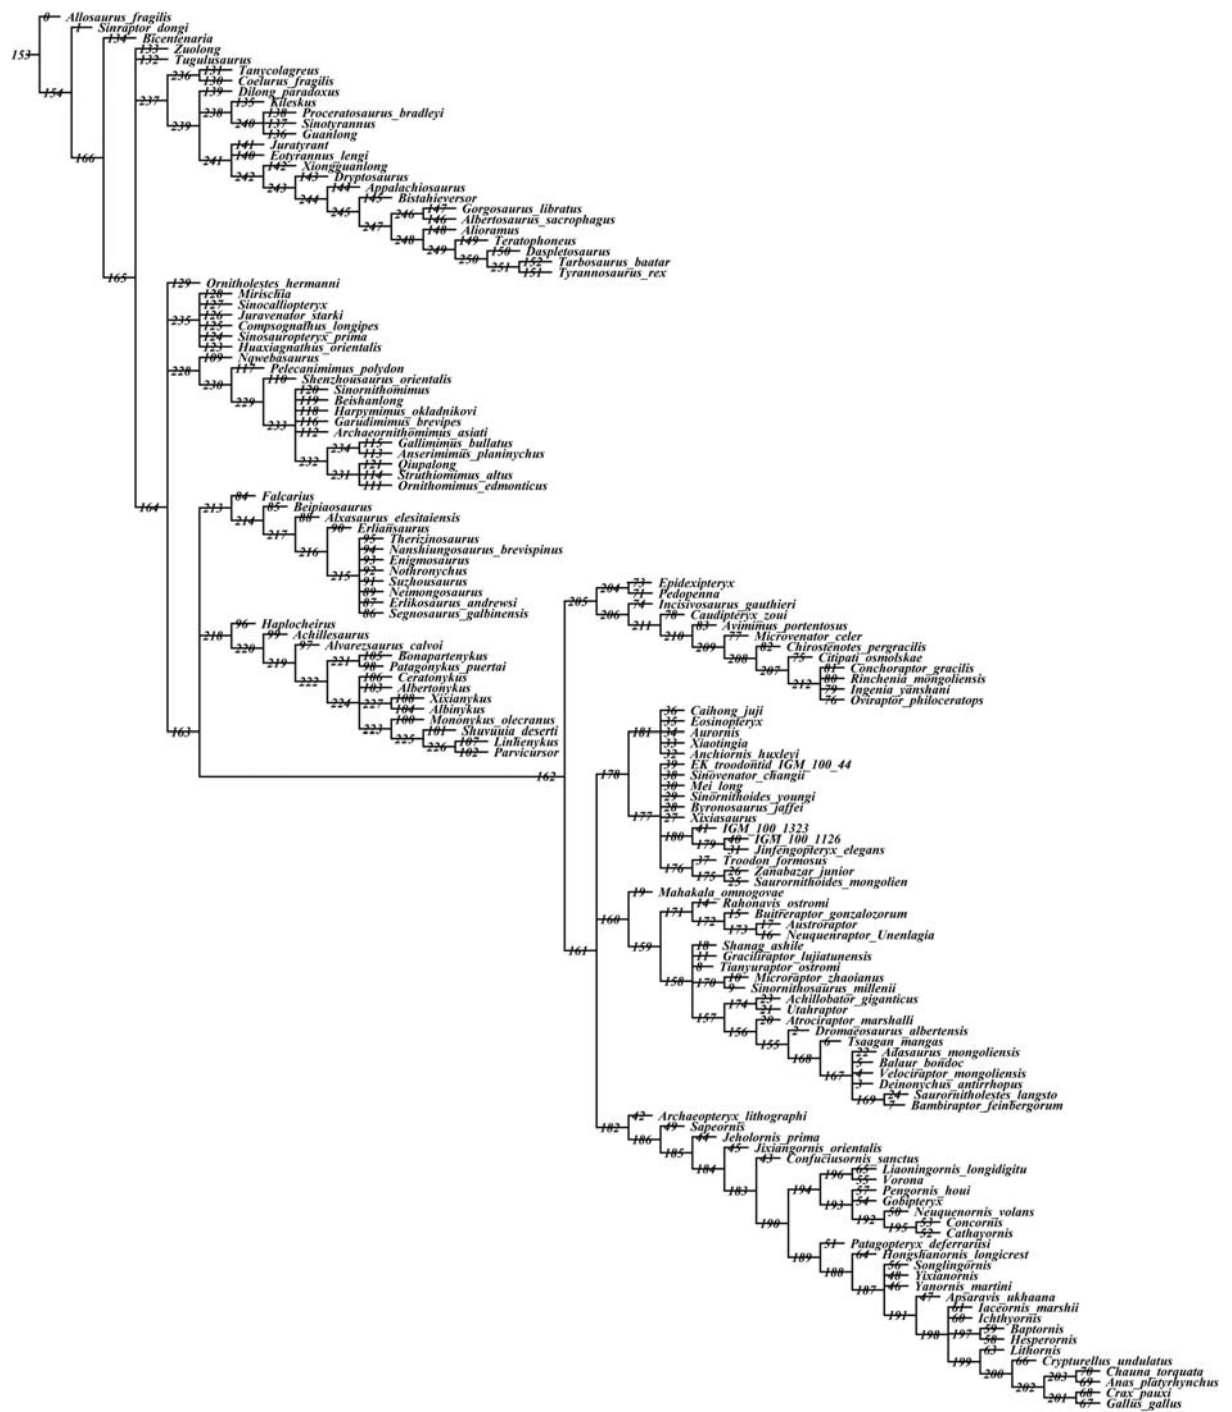 0 Allosaurus_fragilis
1 Sinraptor_dongi
134 Bicentenaria
153 133 Zuolong
132 Tugulusaurus
236 131 Tanycolagreus
130 Coelurus_fragilis
154 139 Dilong_paradoxus
237 135 Kileskus
238 138 Proceratosaurus_bradleyi
239 240 137 Sinotyrannus
136 Guanlong
141 Juratyrant
166 241 140 Eotyrannus_lengi
142 Xiongguanlong
242 143 Dryptosaurus
243 144 Appalachiosaurus
244 145 Bistahieversor
245 246 147 Gorgosaurus_libratus
146 Albertosaurus_sacrophagus
247 148 Alioramus
248 149 Teratophoneus
249 150 Daspletosaurus
250 152 Tarbosaurus_baatar
165 251 151 Tyrannosaurus_rex
129 Ornitholestes_hermanni
128 Mirischia
127 Sinocalliopteryx
235 126 Juravenator_starki
125 Compsognathus_longipes
124 Sinosauropteryx_prima
123 Huaxiagnathus_orientalis
109 Nqwebasaurus
228 117 Pelecanimimus_polydon
230 110 Shenzhousaurus_orientalis
120 Sinornithomimus
229 119 Beishanlong
118 Harpymimus_okladnikovi
233 116 Garudimimus_brevipes
112 Archaeornithomimus_asiati
234 115 Gallimimus_bullatus
113 Anserimimus_planinychus
232 121 Qiupalong
231 114 Struthiomimus_altus
111 Ornithomimus_edmonticus
84 Falcarius
164 213 85 Beipiaosaurus
214 88 Alxasaurus_elesitaiensis
217 90 Erliansaurus
95 Therizinosaurus
216 94 Nanshiungosaurus_brevispinus
93 Enigmosaurus
215 92 Nothronychus
91 Suzhousaurus
89 Neimongosaurus
87 Erlikosaurus_andrewsi
86 Segnosaurus_galbinensis
96 Haplocheirus
218 99 Achillesaurus
220 97 Alvarezsaurus_calvoi
221 105 Bonapartenykus
219 98 Patagonykus_puertai
106 Ceratonykus
222 103 Albertonykus
224 227 108 Xixianykus
104 Albinykus
100 Mononykus_olecranus
163 223 101 Shuvuuia_deserti
225 107 Linhenykus
226 102 Parvicursor
162
204 73 Epidexipteryx
71 Pedopenna
205 74 Incisivosaurus_gauthieri
206 78 Caudipteryx_zoui
211 83 Avimimus_portentosus
210 77 Microvenator_celer
209 82 Chirostenotes_pergracilis
208 75 Citipati_osmolskae
207 81 Conchoraptor_gracilis
212 80 Rinchenia_mongoliensis
79 Ingenia_yanshani
76 Oviraptor_philoceratops
36 Caihong_juji
35 Eosinopteryx
181 34 Aurornis
33 Xiaotingia
32 Anchiornis_huxleyi
39 EK_troodontid_IGM_100_44
178 38 Sinovenator_changii
30 Mei_long
29 Sinornithoides_youngi
28 Byronosaurus_jaffei
177 27 Xixiasaurus
41 IGM_100_1323
180 40 IGM_100_1126
179 31 Jinfengopteryx_elegans
37 Troodon_formosus
176 26 Zanabazar_junior
175 25 Saurornithoides_mongolien
19 Mahakala_omnogovae
14 Rahonavis_ostromi
160 171 15 Buitreraptor_gonzalozorum
172 17 Austroraptor
173 16 Neuquenraptor_Unenlagia
161 159 18 Shanag_ashile
11 Graciliraptor_lujiatunensis
8 Tianyuraptor_ostromi
158 170 10 Microraptor_zhaoianus
9 Sinornithosaurus_millenii
174 23 Achillobator_giganticus
21 Utahraptor
157 20 Atrociraptor_marshalli
156 2 Dromaeosaurus_albertensis
155 6 Tsaagan_mangas
168 22 Adasaurus_mongoliensis
5 Balaur_bondoc
167 4 Velociraptor_mongoliensis
3 Deinonychus_antirrhopus
24 Saurornitholestes_langsto
169 7 Bambiraptor_feinbergorum
42 Archaeopteryx_lithographi
182 49 Sapeornis
186 44 Jeholornis_prima
185 45 Jixiangornis_orientalis
184 43 Confuciusornis_sanctus
196 65 Liaoningornis_longidigitu
55 Vorona
183 194 57 Pengornis_houi
193 54 Gobipteryx
192 50 Neuquenornis_volans
190 195 53 Concornis
52 Cathayornis
51 Patagopteryx_deferrariisi
189 64 Hongshanornis_longicrest
56 Songlingornis
188 48 Yixianornis
187 46 Yanornis_martini
47 Apsaravis_ukhaana
61 Iaceornis_marshii
191 60 Ichthyornis
198 197 59 Baptornis
58 Hesperornis
63 Lithornis
199 66 Crypturellus_undulatus
200 203 70 Chauna_torquata
69 Anas_platyrhynchus
202 68 Crax_pauxi
201 67 Gallus_gallus